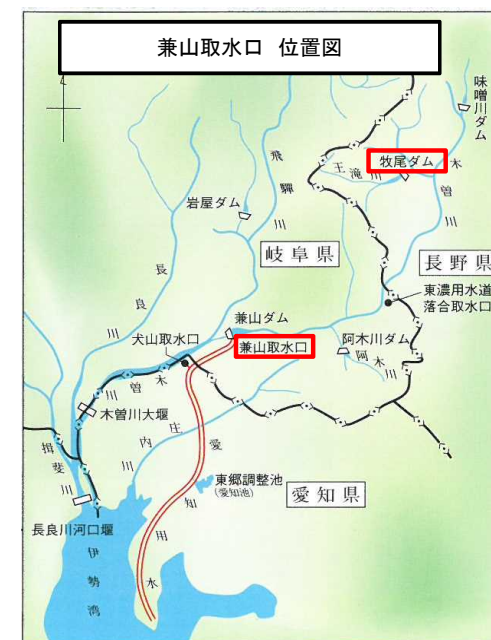 兼山取水口 位置図
味噌川ダム
牧尾ダム
王滝川
木曽川
飛騨川
岩屋ダム
岐阜県
長野県
長良川
東濃用水道
落合取水口
兼山ダム
犬山取水口
兼山取水口
阿木川ダム
阿木川
木曽川
木曽川大堰
庄内川
揖斐川
東郷調整池
(愛知池)
愛知県
愛知用水
長良川河口堰
伊勢湾